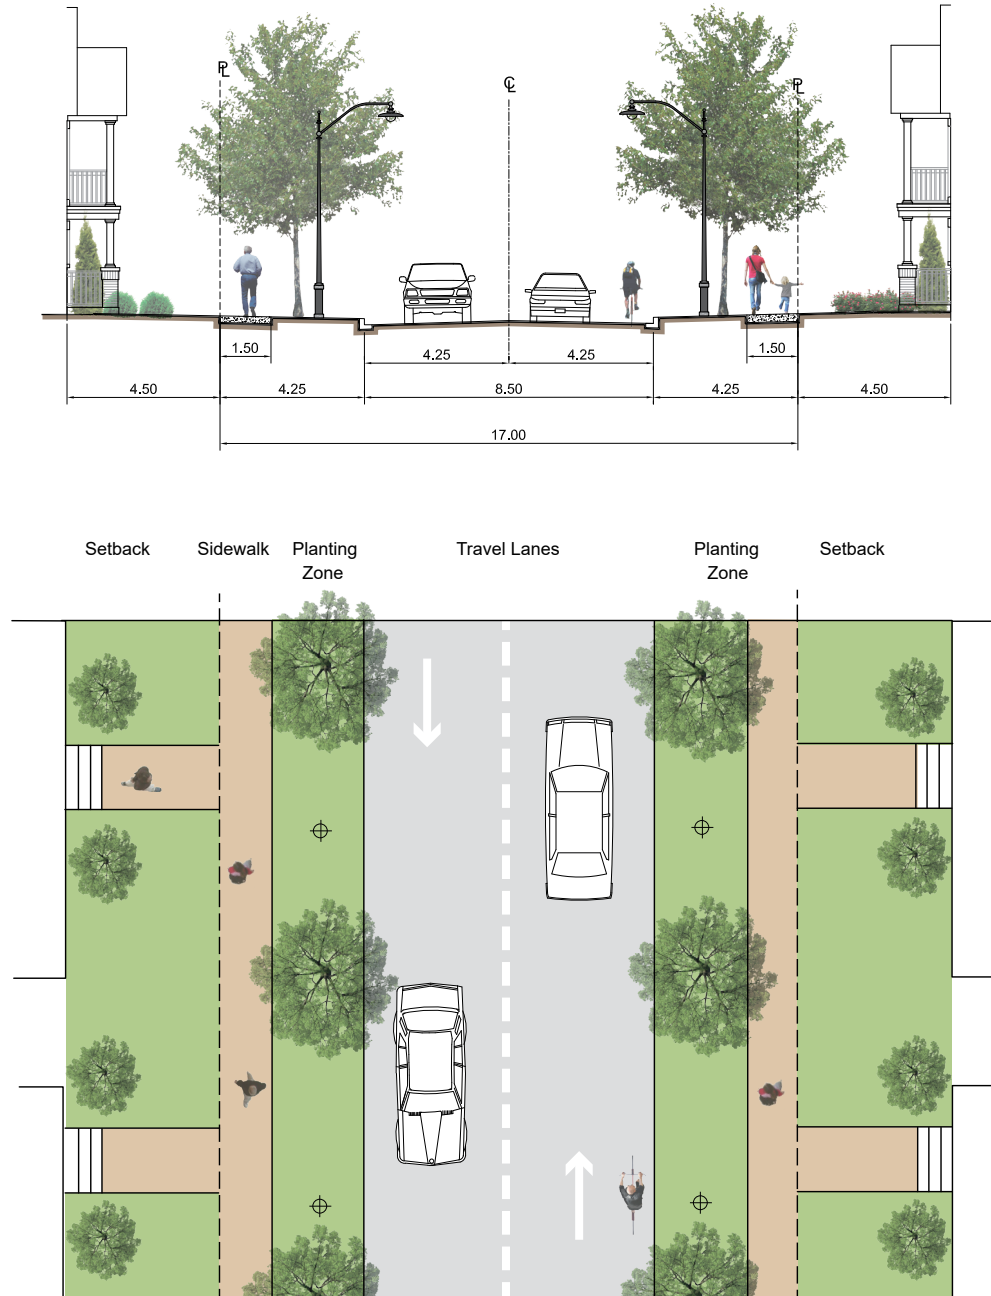 PL
CL
PL
1.50
4.25
4.25
1.50
4.50
4.25
8.50
4.25
4.50
17.00
Setback
Sidewalk
Planting
Zone
Travel Lanes
Planting
Zone
Setback